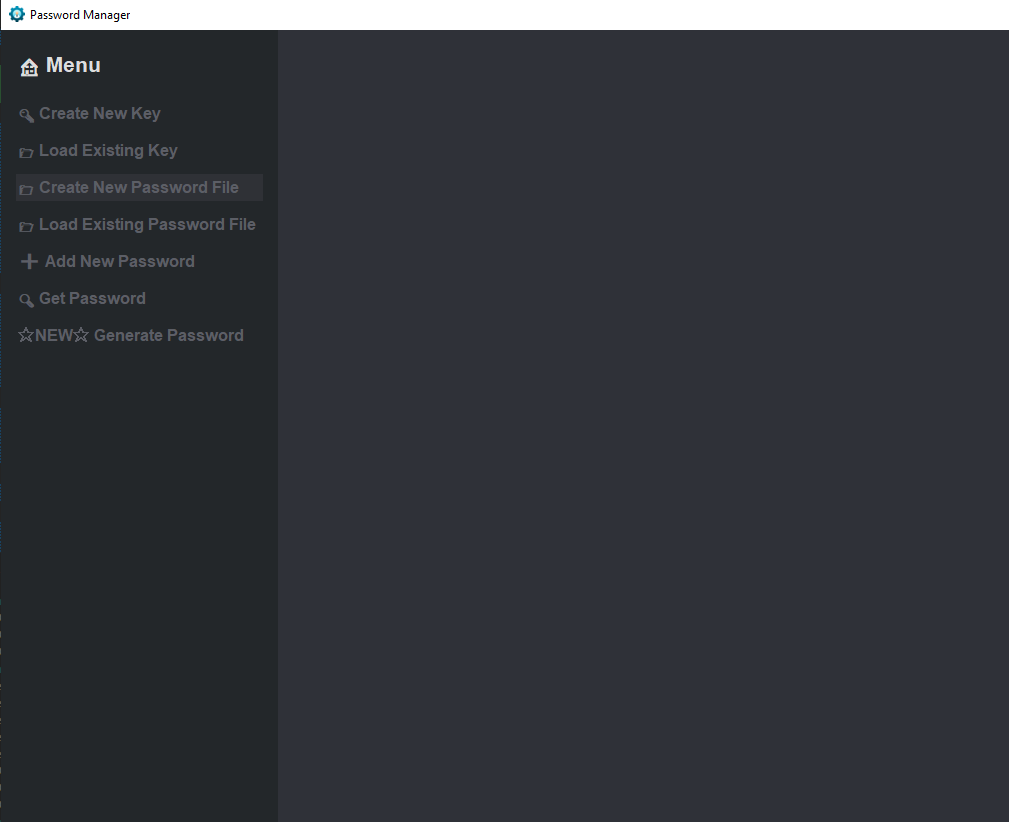 Password Manager
Menu
Create New Key
Load Existing Key
Create New Password File
Load Existing Password File
Add New Password
Get Password
☆NEW☆ Generate Password